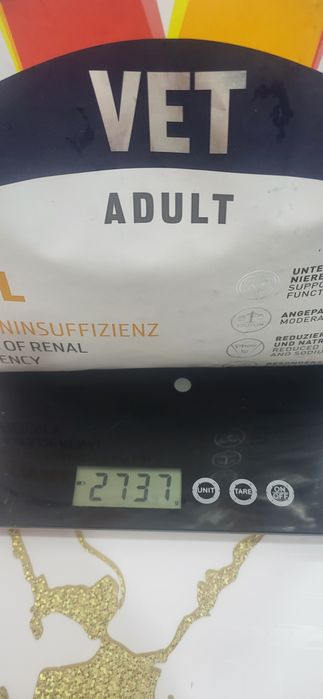 VET
ADULT
L
NINSUFFIZIENZ
OF RENAL
ENCY
UNTE
NIERE
SUPPO
FUNCT
ANGEPA
MODERA
REDUZIE
UND NATR
REDUCED
AND SODIU
2737
UNIT
TARE
ON
OFF